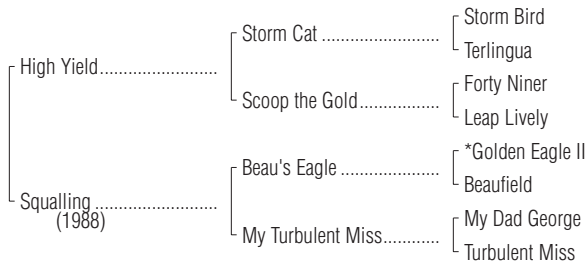 Storm Bird
Storm Cat ..........................
Terlingua
High Yield..........................
Forty Niner
Scoop the Gold..................
Leap Lively
*Golden Eagle II
Beau's Eagle ......................
Beaufield
Squalling ...........................
(1988)
My Dad George
My Turbulent Miss............
Turbulent Miss